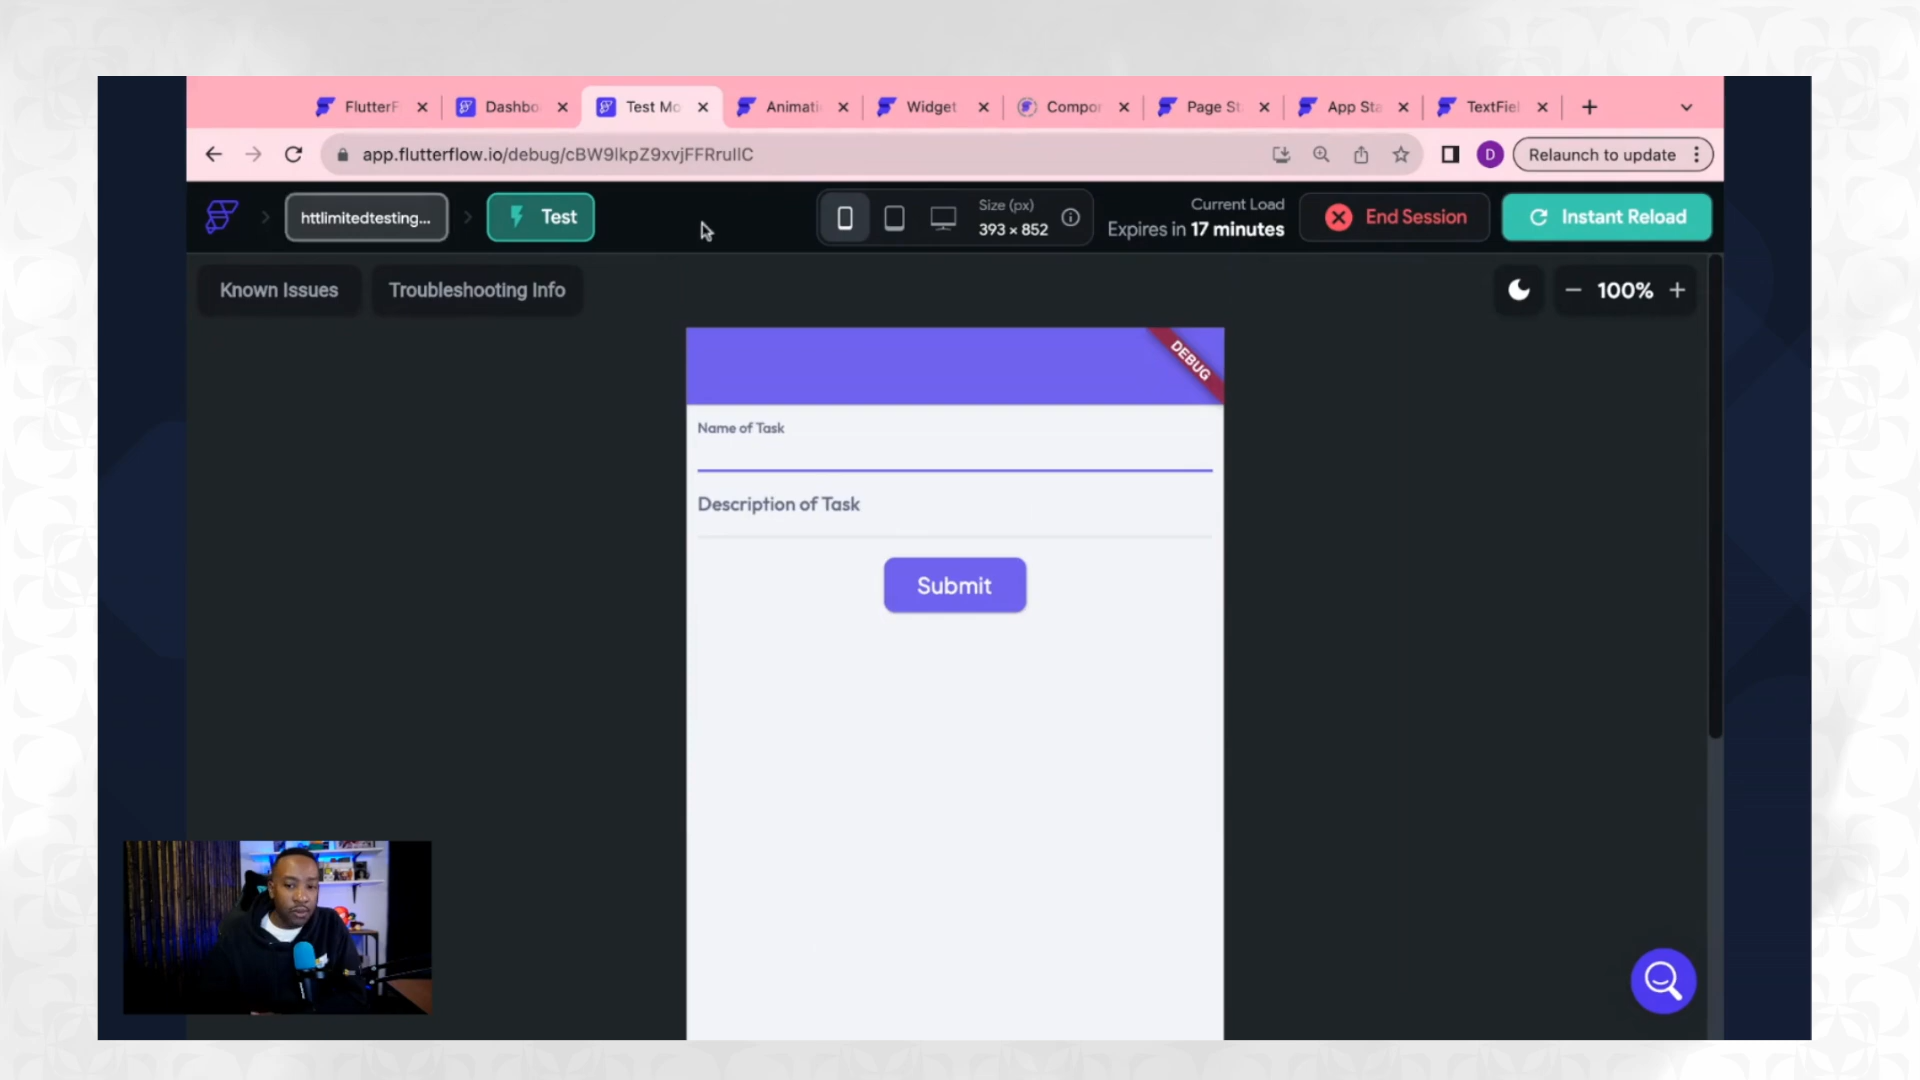 FlutterF
Dashbo
Test Mo
Animati
Widget
Compor
Page St
App Sta
TextFiel
app.flutterflow.io/debug/cBW9lkpZ9xvjFFRrullC
D
Relaunch to update
httlimitedtesting...
Test
Size (px)
393 × 852
Current Load
Expires in 17 minutes
End Session
Instant Reload
Known Issues
Troubleshooting Info
100%
DEBUG
Name of Task
Description of Task
Submit